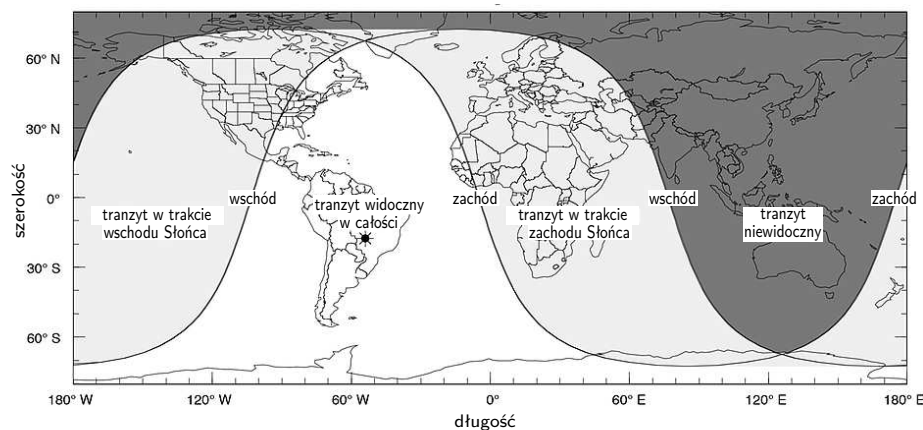 60° N
30° N
0°
30° S
60° S
szerokość
tranzyt w trakcie
wschodu Słońca
wschód
tranzyt widoczny
w całości
zachód
tranzyt w trakcie
zachodu Słońca
wschód
tranzyt
niewidoczny
zachód
180° W
120° W
60° W
0°
60° E
120° E
180° E
długość